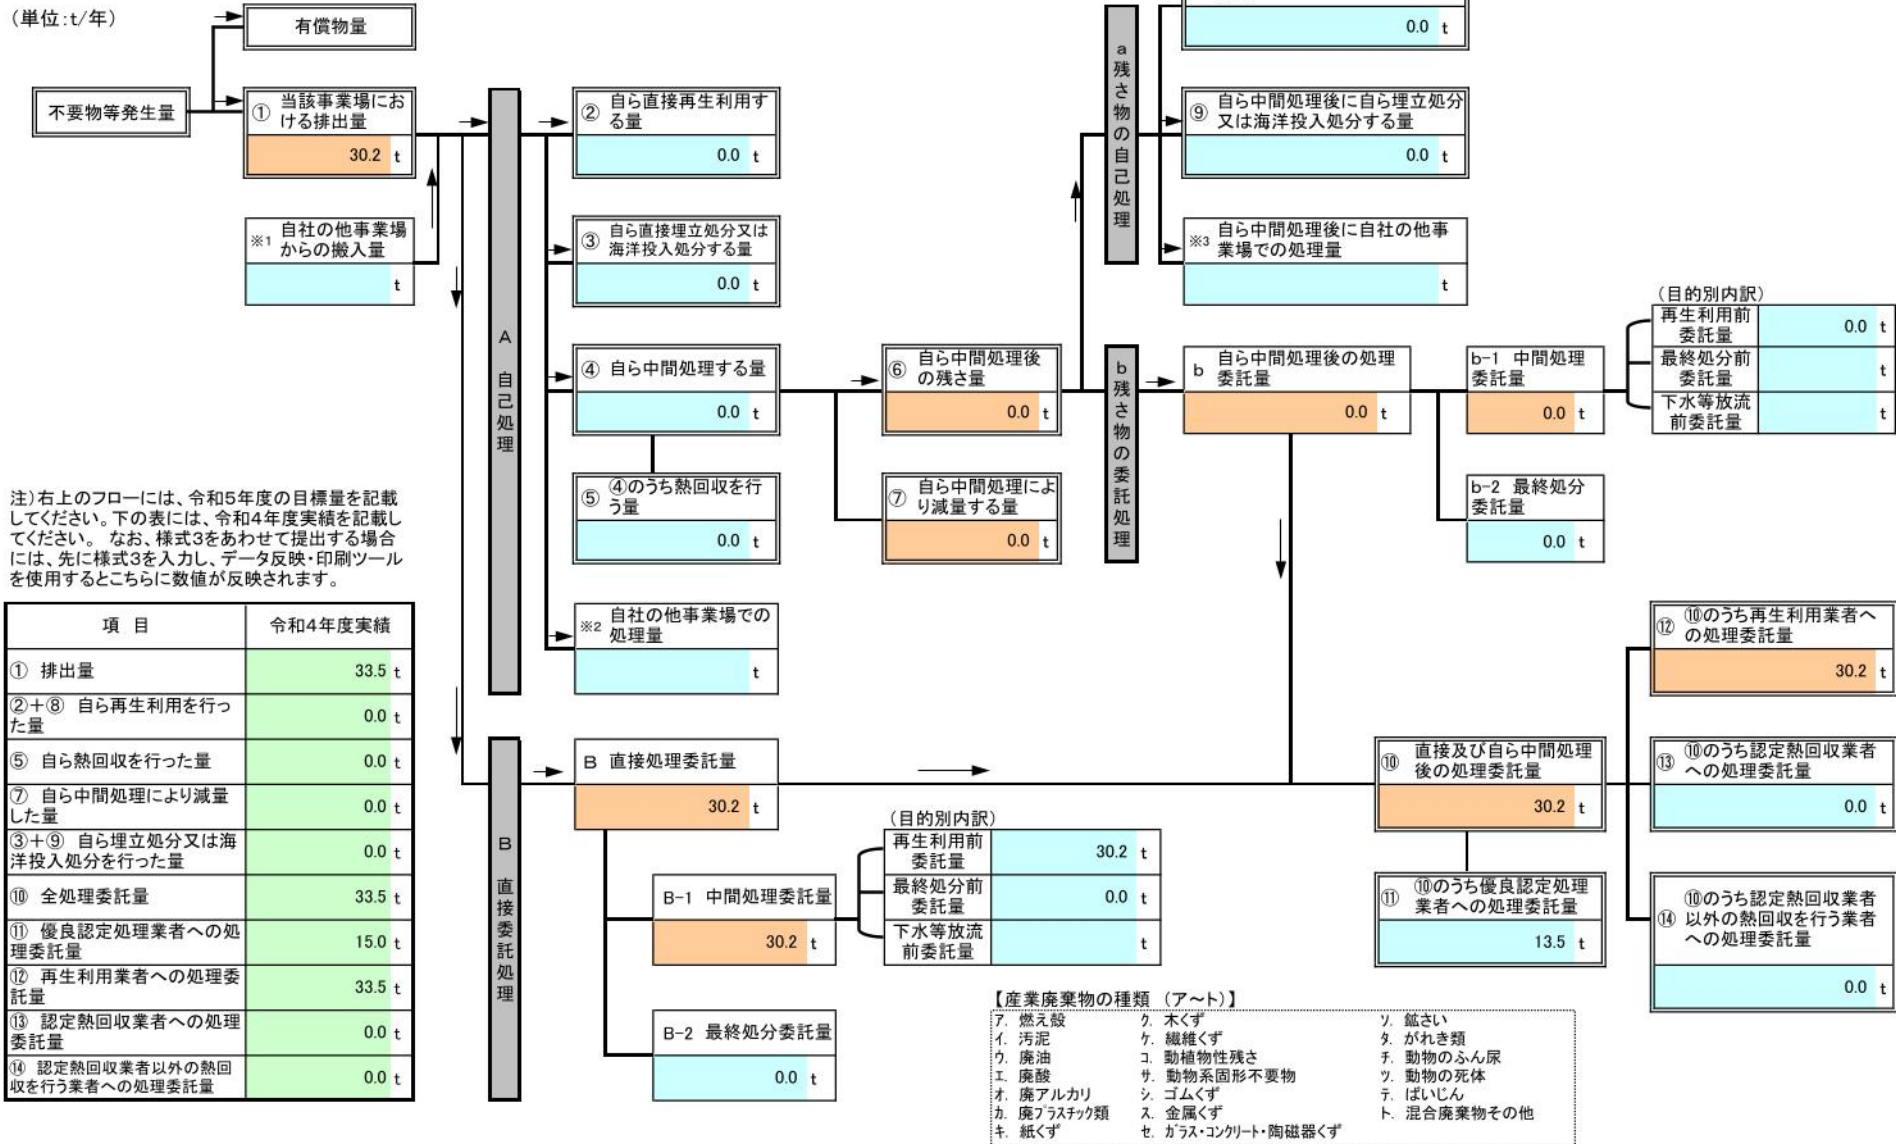 (単位:t/年)
有償物量
不要物等発生量
① 当該事業場にお
ける排出量
30.2 t
※1 自社の他事業場
からの搬入量
t
A 自己処理
② 自ら直接再生利用す
る量
0.0 t
③ 自ら直接埋立処分又は
海洋投入処分する量
0.0 t
④ 自ら中間処理する量
0.0 t
⑤ ④のうち熱回収を行
う量
0.0 t
※2 自社の他事業場での
処理量
t
⑥ 自ら中間処理後
の残さ量
0.0 t
⑦ 自ら中間処理によ
り減量する量
0.0 t
a 残さ物の自己処理
0.0 t
⑨ 自ら中間処理後に自ら埋立処分
又は海洋投入処分する量
0.0 t
※3 自ら中間処理後に自社の他事
業場での処理量
t
b 残さ物の委託処理
b 自ら中間処理後の処理
委託量
0.0 t
b-1 中間処理
委託量
0.0 t
(目的別内訳)
再生利用前
委託量
0.0 t
最終処分前
委託量
t
下水等放流
前委託量
t
b-2 最終処分
委託量
0.0 t
注)右上のフローには、令和5年度の目標量を記載
してください。下の表には、令和4年度実績を記載し
てください。 なお、様式3をあわせて提出する場合
には、先に様式3を入力し、データ反映・印刷ツール
を使用するとこちらに数値が反映されます。
項 目 令和4年度実績
① 排出量 33.5 t
②+⑧ 自ら再生利用を行っ
た量 0.0 t
⑤ 自ら熱回収を行った量 0.0 t
⑦ 自ら中間処理により減量
した量 0.0 t
③+⑨ 自ら埋立処分又は海
洋投入処分を行った量 0.0 t
⑩ 全処理委託量 33.5 t
⑪ 優良認定処理業者への処
理委託量 15.0 t
⑫ 再生利用業者への処理委
託量 33.5 t
⑬ 認定熱回収業者への処理
委託量 0.0 t
⑭ 認定熱回収業者以外の熱回
収を行う業者への処理委託量 0.0 t
B 直接委託処理
B 直接処理委託量
30.2 t
B-1 中間処理委託量
30.2 t
(目的別内訳)
再生利用前
委託量
30.2 t
最終処分前
委託量
0.0 t
下水等放流
前委託量
t
B-2 最終処分委託量
0.0 t
⑩ 直接及び自ら中間処理
後の処理委託量
30.2 t
⑪ ⑩のうち優良認定処理
業者への処理委託量
13.5 t
⑫ ⑩のうち再生利用業者へ
の処理委託量
30.2 t
⑬ ⑩のうち認定熱回収業者
への処理委託量
0.0 t
⑭ ⑩のうち認定熱回収業者
以外の熱回収を行う業者
への処理委託量
0.0 t
【産業廃棄物の種類 (ア~ト)】
ア. 燃え殻 ク. 木くず ソ. 鉱さい
イ. 汚泥 ケ. 繊維くず タ. がれき類
ウ. 廃油 コ. 動植物性残さ チ. 動物のふん尿
エ. 廃酸 サ. 動物系固形不要物 ツ. 動物の死体
オ. 廃アルカリ シ. ゴムくず テ. ばいじん
カ. 廃プラスチック類 ス. 金属くず ト. 混合廃棄物その他
キ. 紙くず セ. ガラス・コンクリート・陶磁器くず